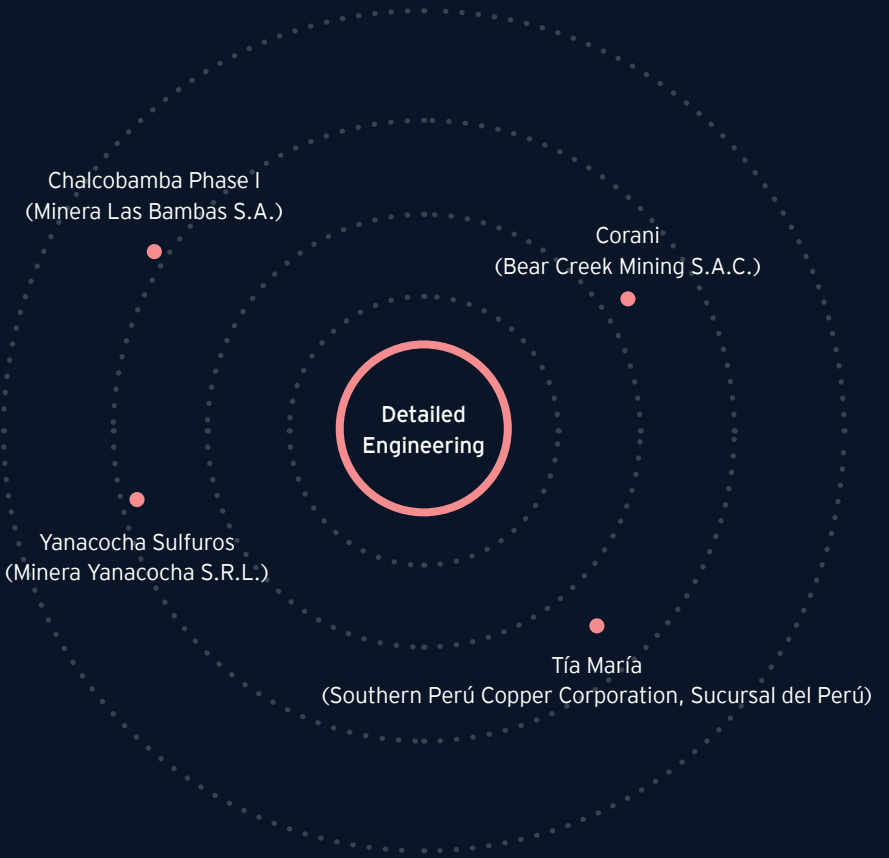 Chalcobamba Phase I
(Minera Las Bambas S.A.)
Corani
(Bear Creek Mining S.A.C.)
Detailed
Engineering
Yanacocha Sulfuros
(Minera Yanacocha S.R.L.)
Tía María
(Southern Perú Copper Corporation, Sucursal del Perú)